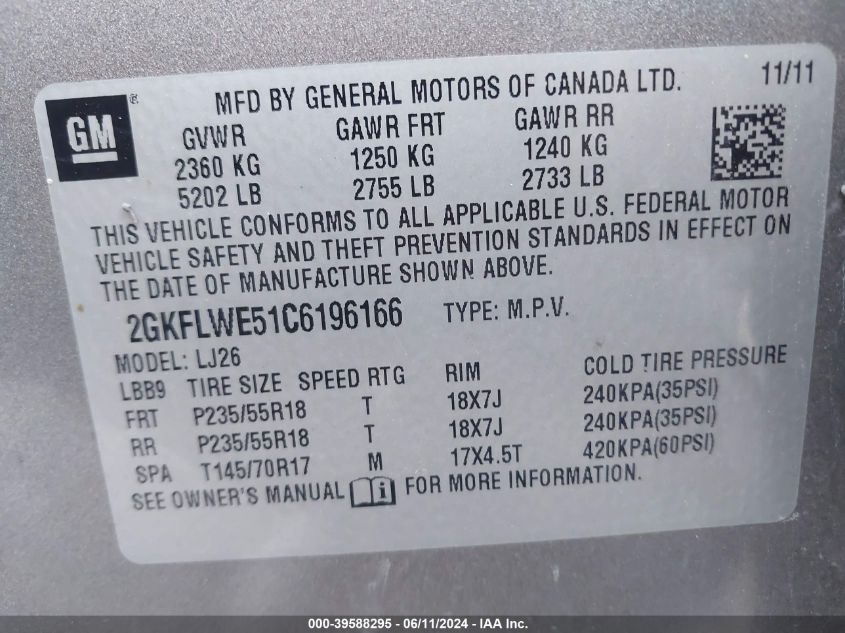 MFD BY GENERAL MOTORS OF CANADA LTD. 11/11
GM ®
GVWR GAWR FRT GAWR RR
2360 KG 1250 KG 1240 KG
5202 LB 2755 LB 2733 LB
THIS VEHICLE CONFORMS TO ALL APPLICABLE U.S. FEDERAL MOTOR
VEHICLE SAFETY AND THEFT PREVENTION STANDARDS IN EFFECT ON
THE DATE OF MANUFACTURE SHOWN ABOVE.
2GKFLWE51C6196166 TYPE: M.P.V.
MODEL: LJ26
LBB9 TIRE SIZE SPEED RTG RIM COLD TIRE PRESSURE
FRT P235/55R18 T 18X7J 240KPA(35PSI)
RR P235/55R18 T 18X7J 240KPA(35PSI)
SPA T145/70R17 M 17X4.5T 420KPA(60PSI)
SEE OWNER'S MANUAL i FOR MORE INFORMATION.
000-39588295 - 06/11/2024 - IAA Inc.